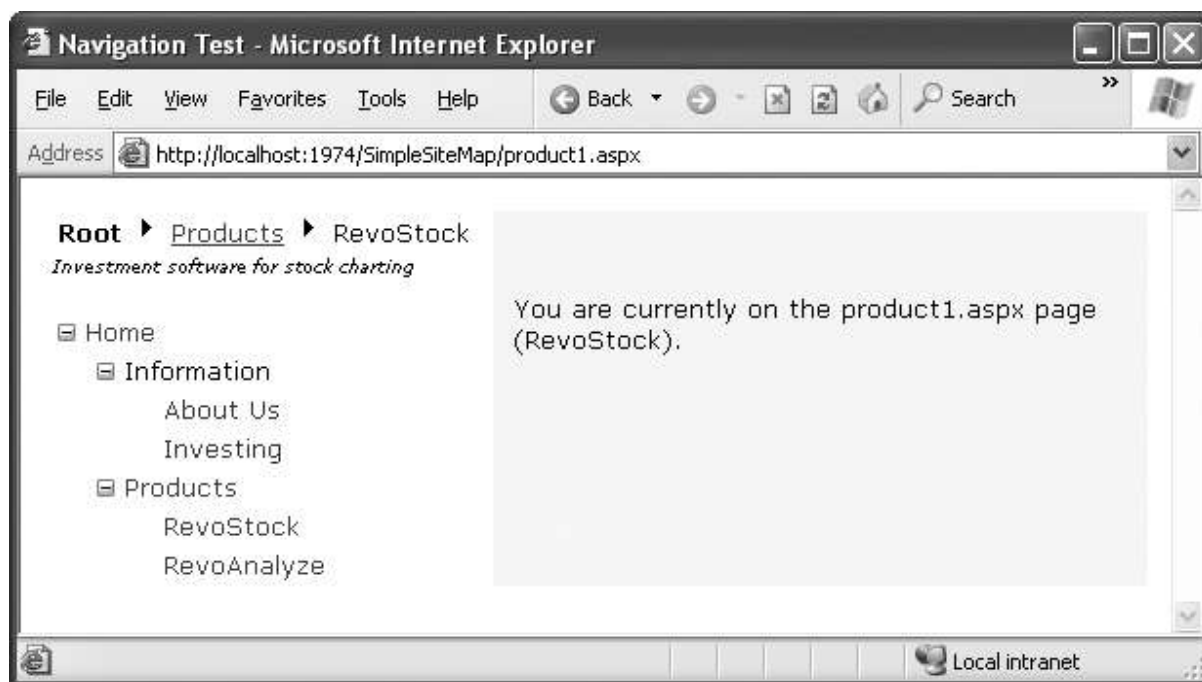 Navigation Test - Microsoft Internet Explorer
File Edit View Favorites Tools Help Back Search »
Address http://localhost:1974/SimpleSiteMap/product1.aspx
Root Products RevoStock
Investment software for stock charting
You are currently on the product1.aspx page
(RevoStock).
Home
Information
About Us
Investing
Products
RevoStock
RevoAnalyze
Local intranet